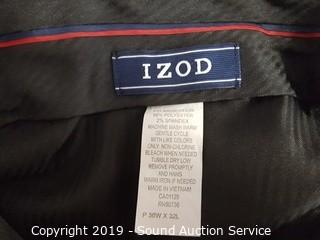 IZOD
98% POLYESTER
2% SPANDEX
MACHINE WASH WARM
GENTLE CYCLE
WITH LIKE COLORS
ONLY NON-CHLORINE
BLEACH WHEN NEEDED
TUMBLE DRY LOW
REMOVE PROMPTLY
AND HANG
WARM IRON IF NEEDED
MADE IN VIETNAM
CA01125
P 36W X 32L
Copyright 2019 - Sound Auction Service